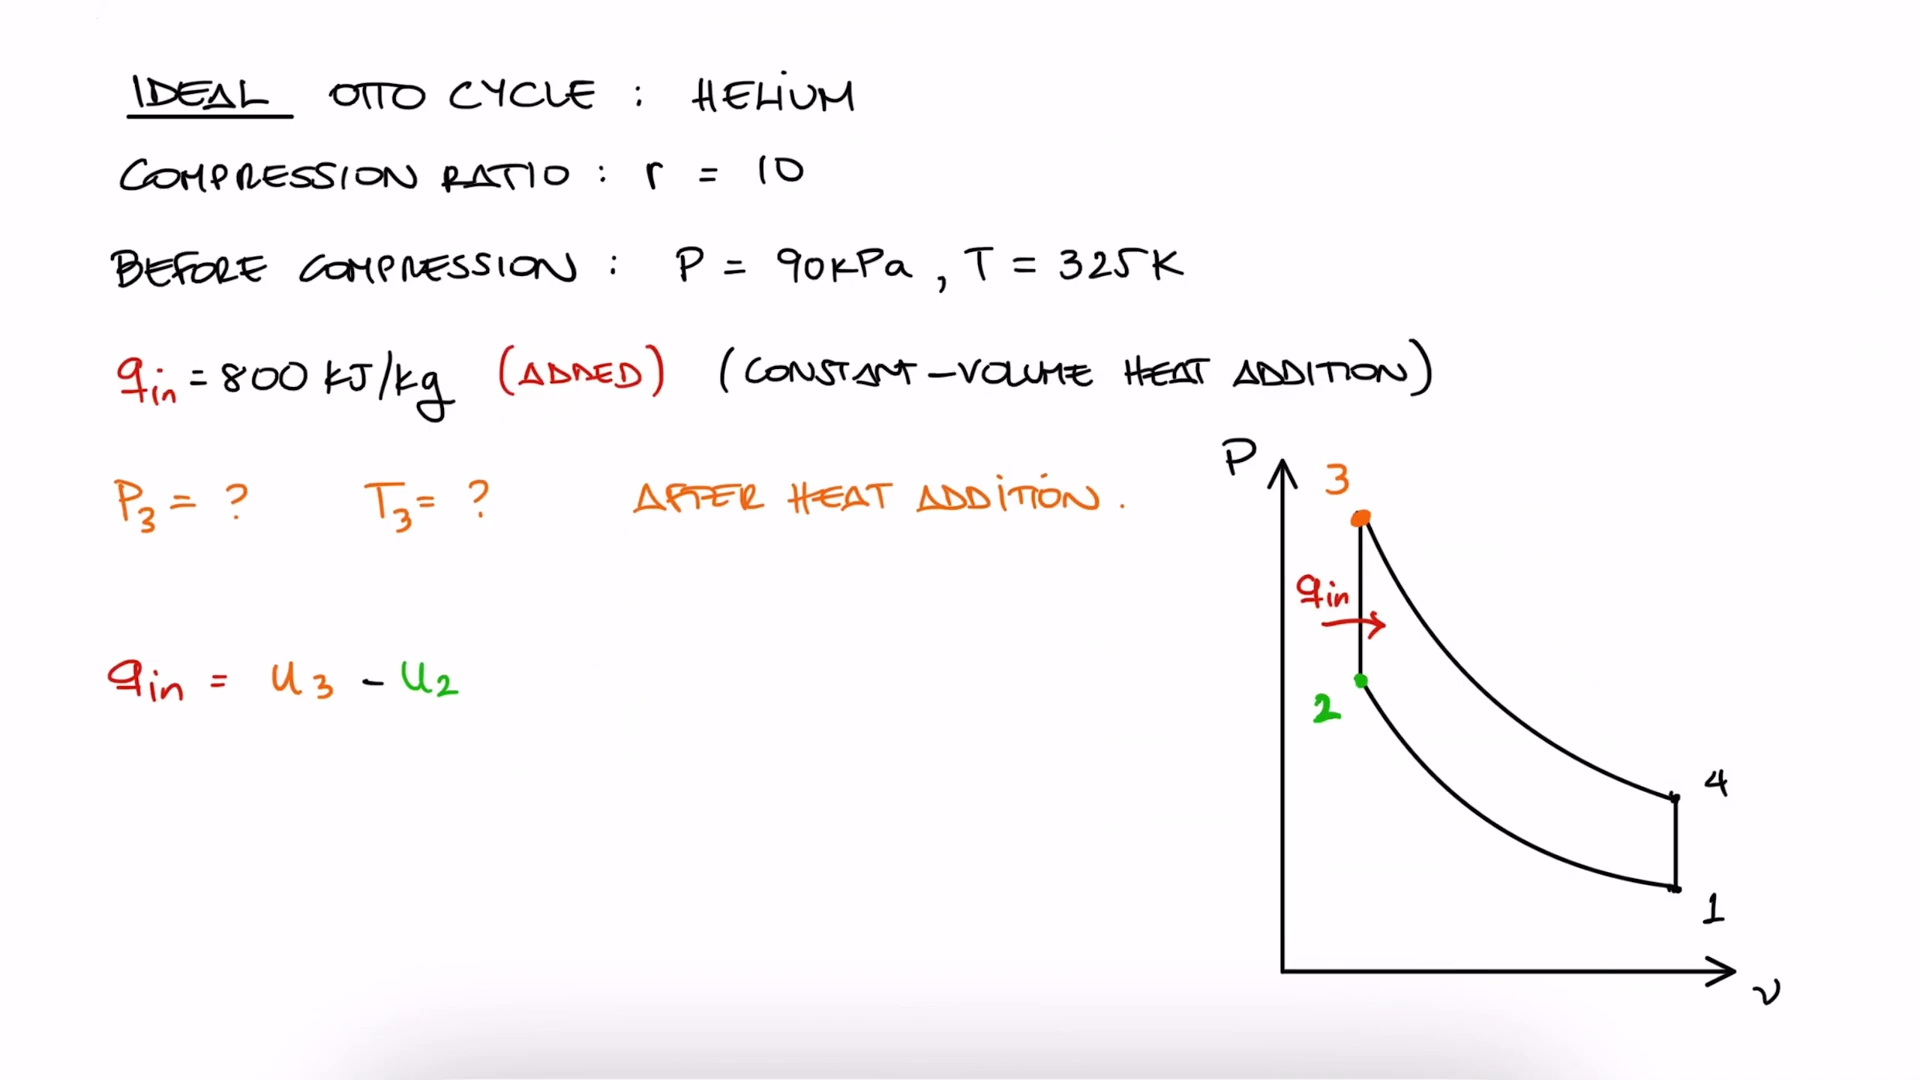 IDEAL OTTO CYCLE : HELIUM
COMPRESSION RATIO : r = 10
BEFORE COMPRESSION : P = 90kPa , T = 325K
qin = 800 kJ/kg (ADDED) (CONSTANT-VOLUME HEAT ADDITION)
P3 = ? T3 = ? AFTER HEAT ADDITION .
qin = u3 - u2
P
3
qin
2
4
1
ν